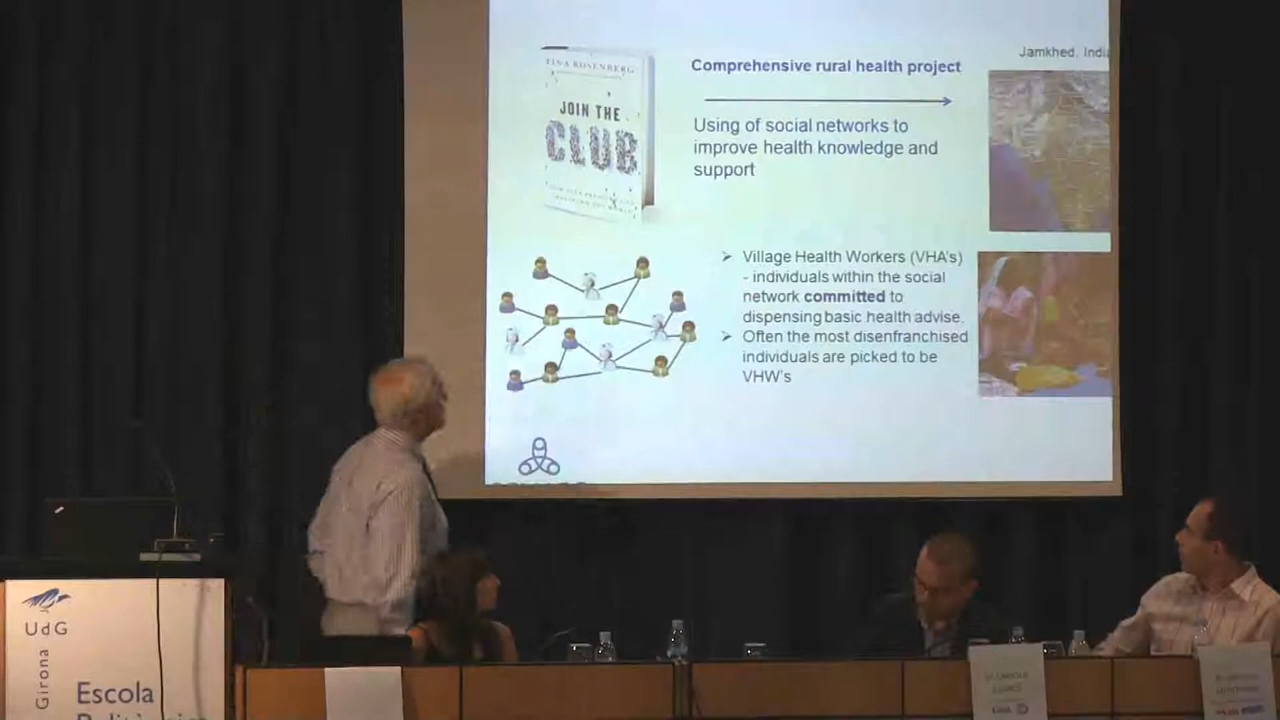 TINA ROSENBERG
JOIN THE
CLUB
Comprehensive rural health project
Using of social networks to
improve health knowledge and
support
Jamkhed, India
➢ Village Health Workers (VHA's)
- individuals within the social
network committed to
dispensing basic health advise.
➢ Often the most disenfranchised
individuals are picked to be
VHW's
UdG
Girona
Escola